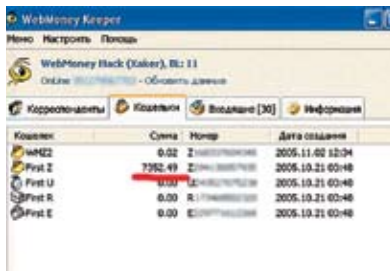 WebMoney Keeper
Меню Настроить Помощь
WebMoney Hack (Xaker), BL: 11
Online - Обновить данные
Корреспонденты Кошельки Входящие [30] Информация
Кошелек Сумма Номер Дата создания
WMZ2 0.02 Z 2005.11.02 12:04
First Z 7352.49 Z 2005.10.21 03:48
First U 0.00 2005.10.21 03:48
First R 0.00 R 2005.10.21 03:48
First E 0.00 E 2005.10.21 03:48